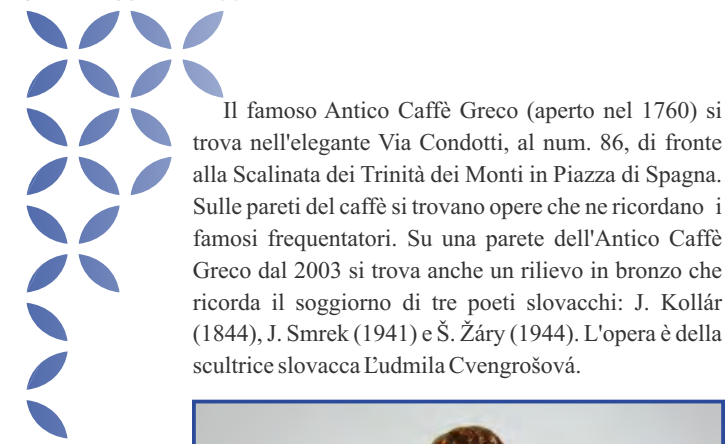 Il famoso Antico Caffè Greco (aperto nel 1760) si
trova nell'elegante Via Condotti, al num. 86, di fronte
alla Scalinata dei Trinità dei Monti in Piazza di Spagna.
Sulle pareti del caffè si trovano opere che ne ricordano i
famosi frequentatori. Su una parete dell'Antico Caffè
Greco dal 2003 si trova anche un rilievo in bronzo che
ricorda il soggiorno di tre poeti slovacchi: J. Kollár
(1844), J. Smrek (1941) e Š. Žáry (1944). L'opera è della
scultrice slovacca Ľudmila Cvengrošová.